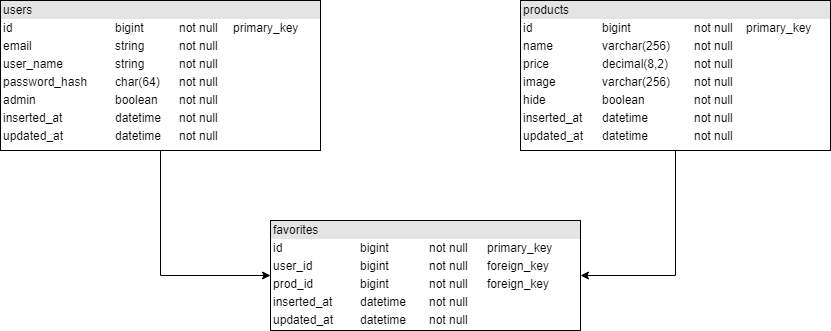 users
id bigint not null primary_key
email string not null
user_name string not null
password_hash char(64) not null
admin boolean not null
inserted_at datetime not null
updated_at datetime not null
products
id bigint not null primary_key
name varchar(256) not null
price decimal(8,2) not null
image varchar(256) not null
hide boolean not null
inserted_at datetime not null
updated_at datetime not null
favorites
id bigint not null primary_key
user_id bigint not null foreign_key
prod_id bigint not null foreign_key
inserted_at datetime not null
updated_at datetime not null